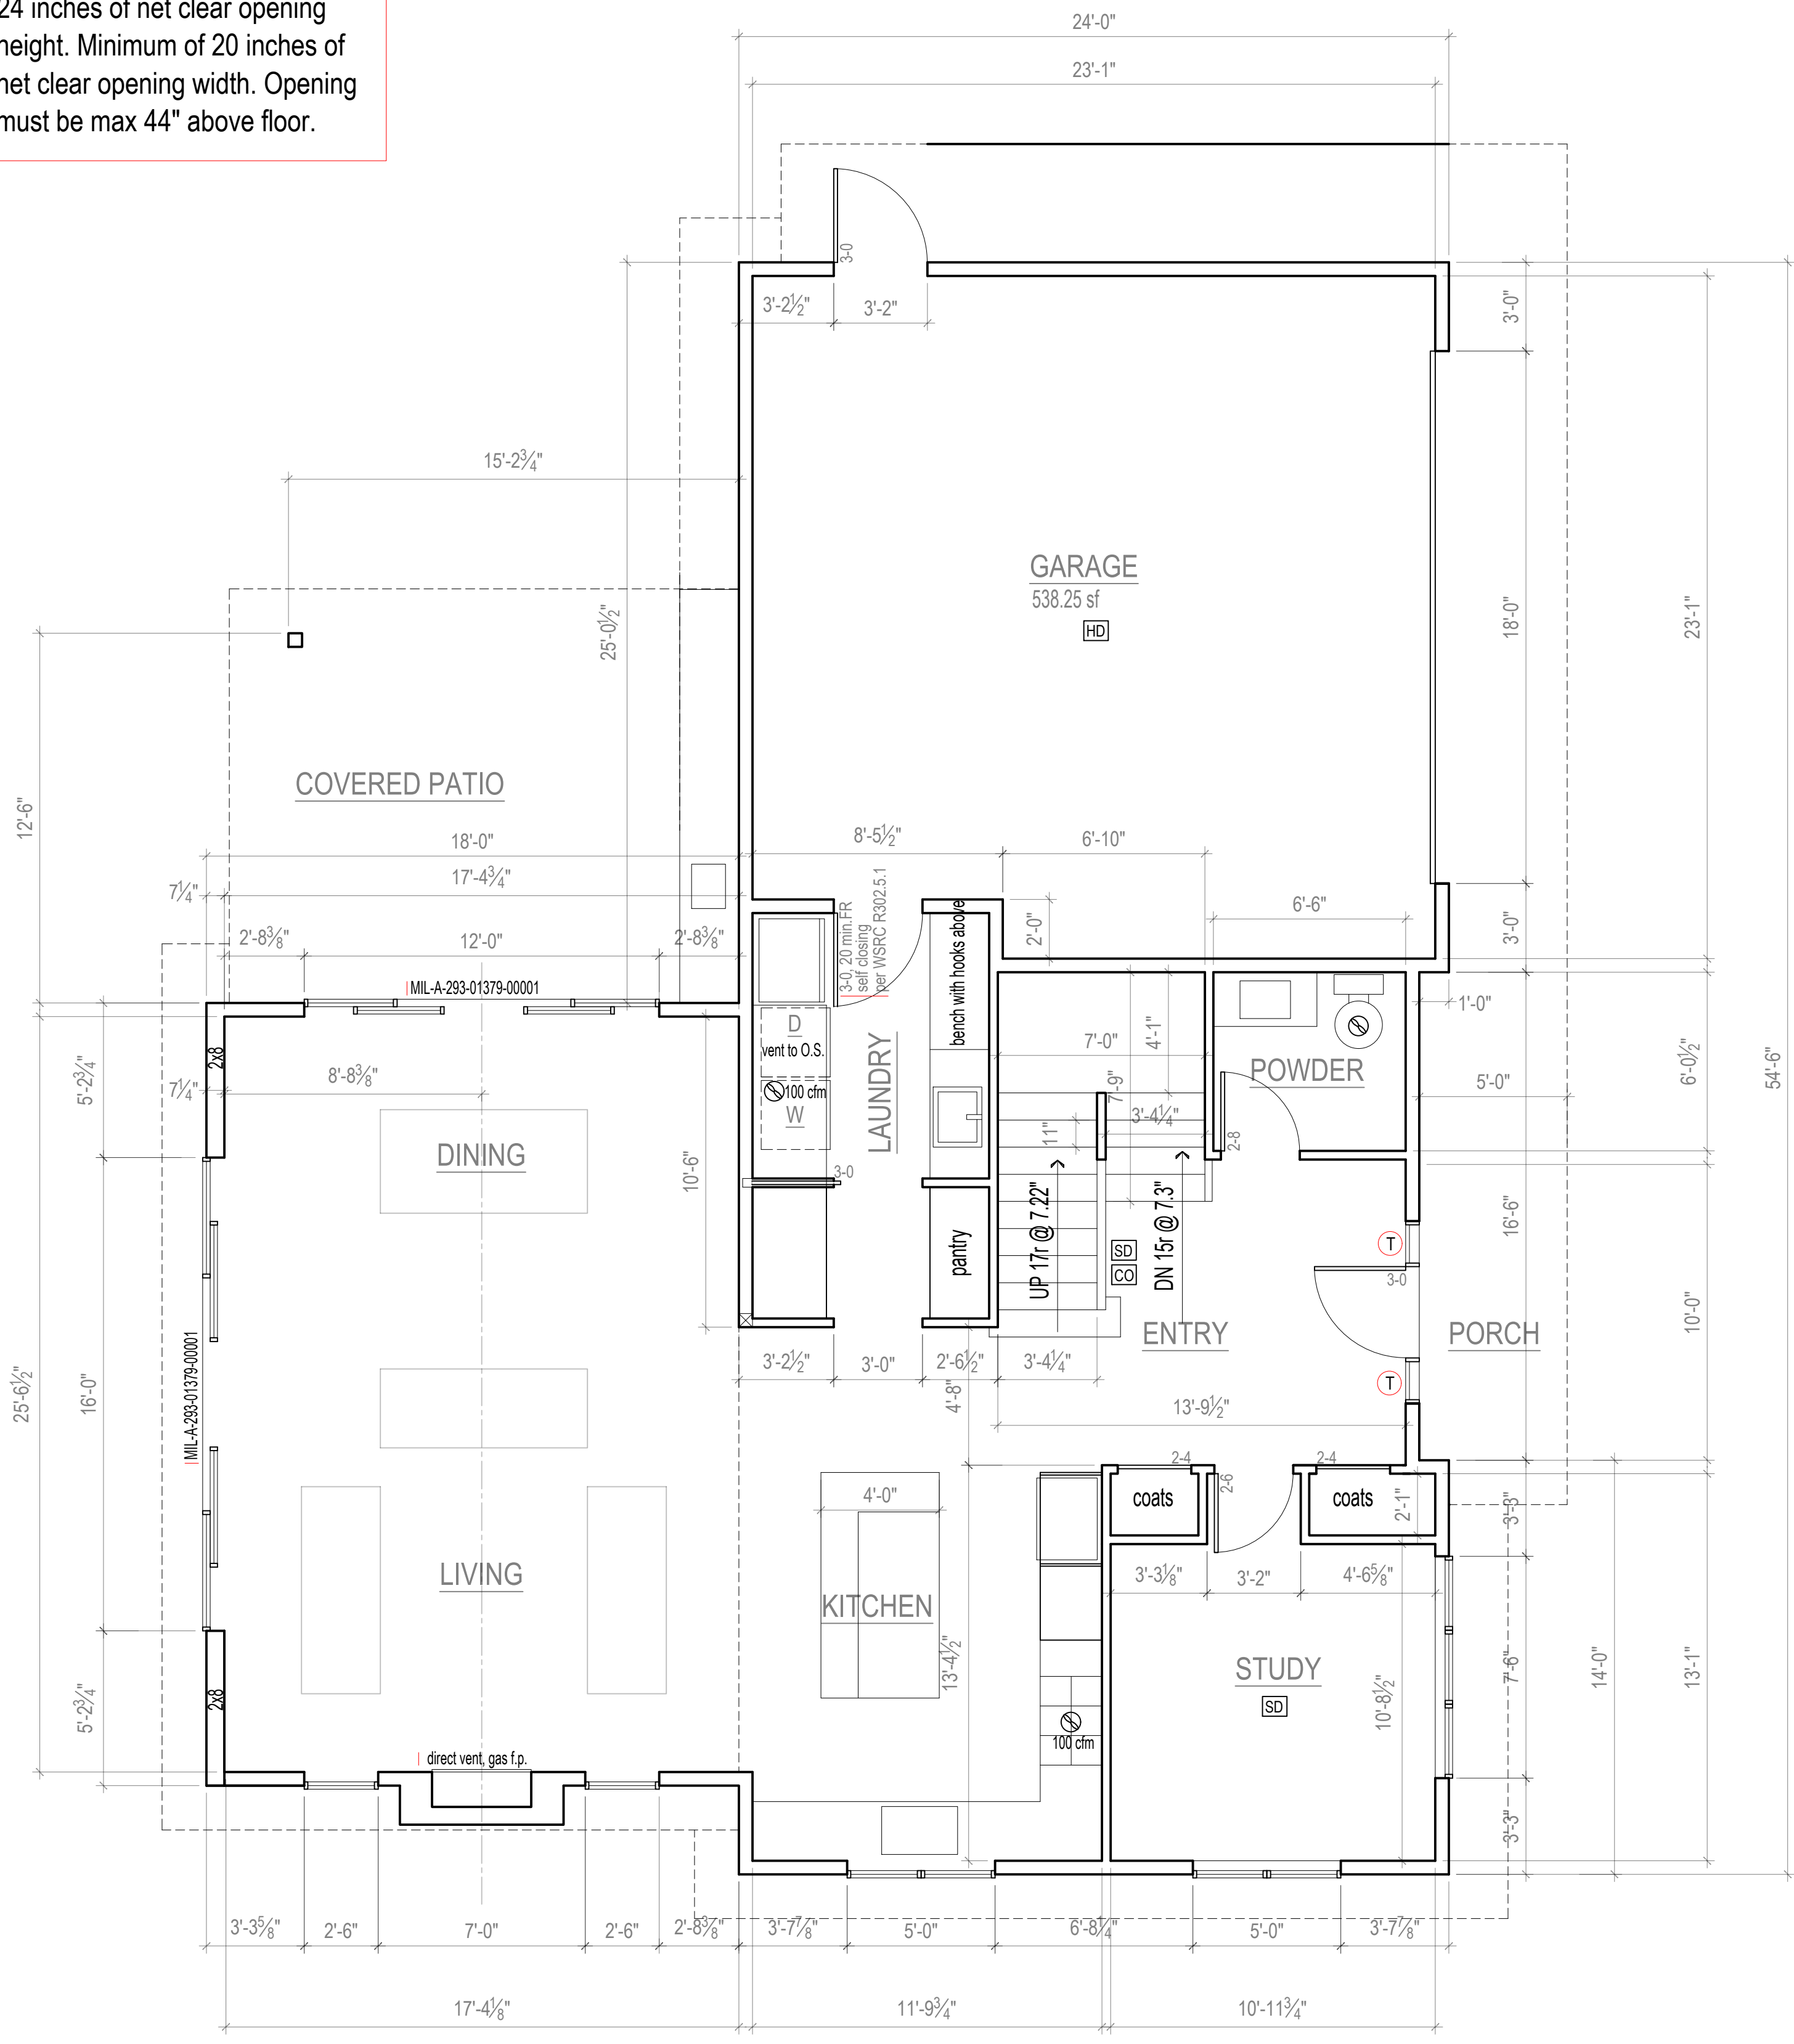 24 inches of net clear opening
height. Minimum of 20 inches of
net clear opening width. Opening
must be max 44" above floor.
24'-0"
23'-1"
3-0
3'-2½"
3'-2"
3'-0"
15'-2¾"
25'-0½"
GARAGE
538.25 sf
HD
18'-0"
23'-1"
COVERED PATIO
12'-6"
18'-0"
17'-4¾"
7¼"
2'-8⅜"
12'-0"
2'-8⅜"
8'-5½"
6'-10"
6'-6"
2'-0"
3'-0"
3-0, 20 min.FR
self closing
per WSRC R302.5.1
bench with hooks above
MIL-A-293-01379-00001
1'-0"
D
vent to O.S.
100 cfm
W
LAUNDRY
7'-0"
4'-1"
7'-9"
3'-4¼"
11"
POWDER
2-8
5'-0"
6'-0½"
54'-6"
2x8
7¼"
8'-8⅜"
5'-2¾"
DINING
10'-6"
3-0
pantry
UP 17r @ 7.22"
SD
CO
DN 15r @ 7.3"
T
3-0
16'-6"
10'-0"
ENTRY
PORCH
T
MIL-A-293-01379-00001
25'-6½"
16'-0"
3'-2½"
3'-0"
2'-6½"
3'-4¼"
4'-8"
13'-9½"
2-4
2-6
2-4
coats
coats
2'-1"
3'-3"
4'-0"
3'-3⅛"
3'-2"
4'-6⅝"
LIVING
KITCHEN
13'-4½"
STUDY
SD
10'-8½"
7'-6"
14'-0"
13'-1"
2x8
5'-2¾"
100 cfm
direct vent, gas f.p.
3'-3"
3'-3⅝"
2'-6"
7'-0"
2'-6"
2'-8⅜"
3'-7⅞"
5'-0"
6'-8¼"
5'-0"
3'-7⅞"
17'-4⅛"
11'-9¾"
10'-11¾"